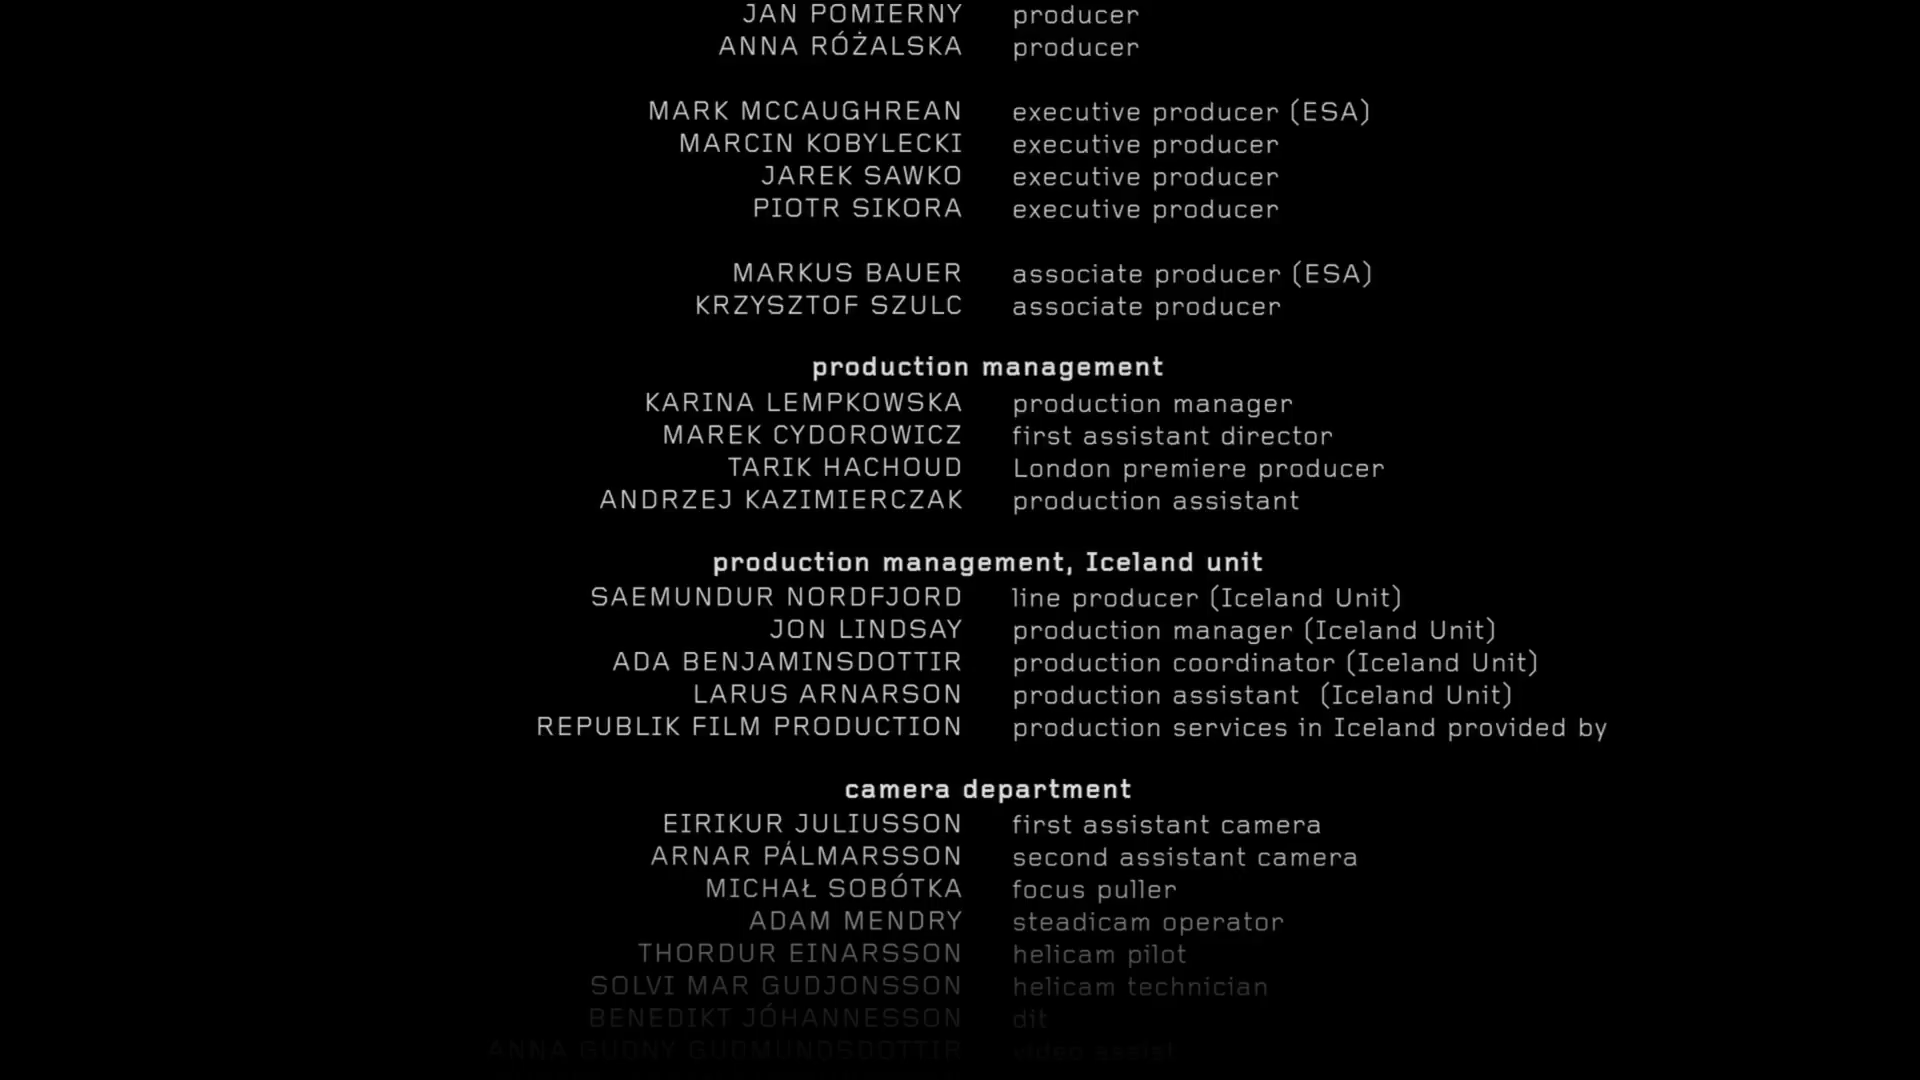 JAN POMIERNY producer
ANNA RÓŻALSKA producer
MARK MCCAUGHREAN executive producer (ESA)
MARCIN KOBYLECKI executive producer
JAREK SAWKO executive producer
PIOTR SIKORA executive producer
MARKUS BAUER associate producer (ESA)
KRZYSZTOF SZULC associate producer
production management
KARINA LEMPKOWSKA production manager
MAREK CYDOROWICZ first assistant director
TARIK HACHOUD London premiere producer
ANDRZEJ KAZIMIERCZAK production assistant
production management, Iceland unit
SAEMUNDUR NORDFJORD line producer (Iceland Unit)
JON LINDSAY production manager (Iceland Unit)
ADA BENJAMINSDOTTIR production coordinator (Iceland Unit)
LARUS ARNARSON production assistant (Iceland Unit)
REPUBLIK FILM PRODUCTION production services in Iceland provided by
camera department
EIRIKUR JULIUSSON first assistant camera
ARNAR PÁLMARSSON second assistant camera
MICHAŁ SOBÓTKA focus puller
ADAM MENDRY steadicam operator
THORDUR EINARSSON helicam pilot
SOLVI MAR GUDJONSSON helicam technician
BENEDIKT JÓHANNESSON dit
ANNA GUDNY GUDMUNDSDOTTIR video assist